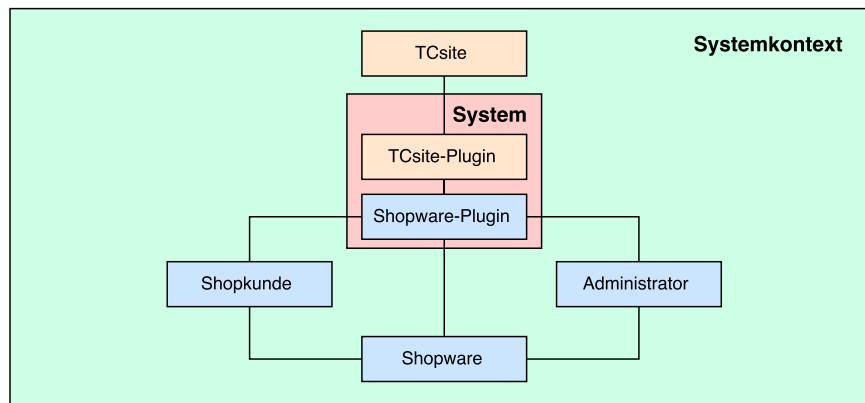 TCsite
Systemkontext
System
TCsite-Plugin
Shopware-Plugin
Shopkunde
Administrator
Shopware